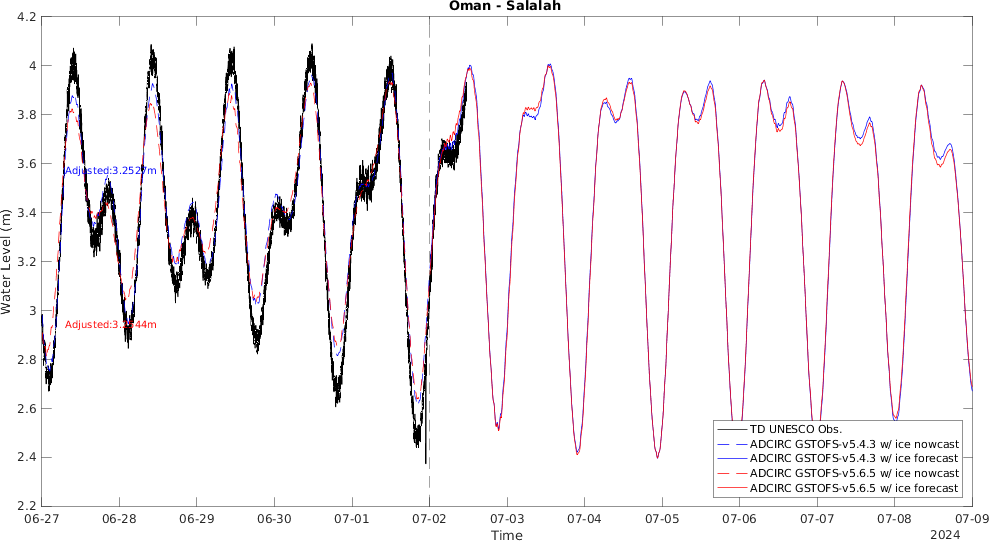 Oman - Salalah
4.2
4
3.8
3.6
3.4
3.2
3
2.8
2.6
2.4
2.2
Water Level (m)
Adjusted:3.2527m
TD UNESCO Obs.
ADCIRC GSTOFS-v5.4.3 w/ ice nowcast
ADCIRC GSTOFS-v5.4.3 w/ ice forecast
ADCIRC GSTOFS-v5.6.5 w/ ice nowcast
ADCIRC GSTOFS-v5.6.5 w/ ice forecast
06-27 06-28 06-29 06-30 07-01 07-02 07-03 07-04 07-05 07-06 07-07 07-08 07-09
Time
2024